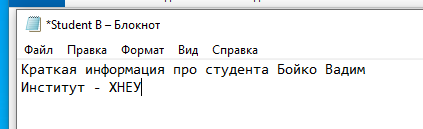 *Student B – Блокнот
Файл Правка Формат Вид Справка
Краткая информация про студента Бойко Вадим
Институт - ХНЕУ